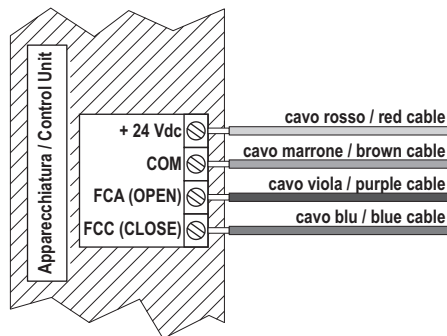 Apparecchiatura / Control Unit
+ 24 Vdc
cavo rosso / red cable
COM
cavo marrone / brown cable
FCA (OPEN)
cavo viola / purple cable
FCC (CLOSE)
cavo blu / blue cable